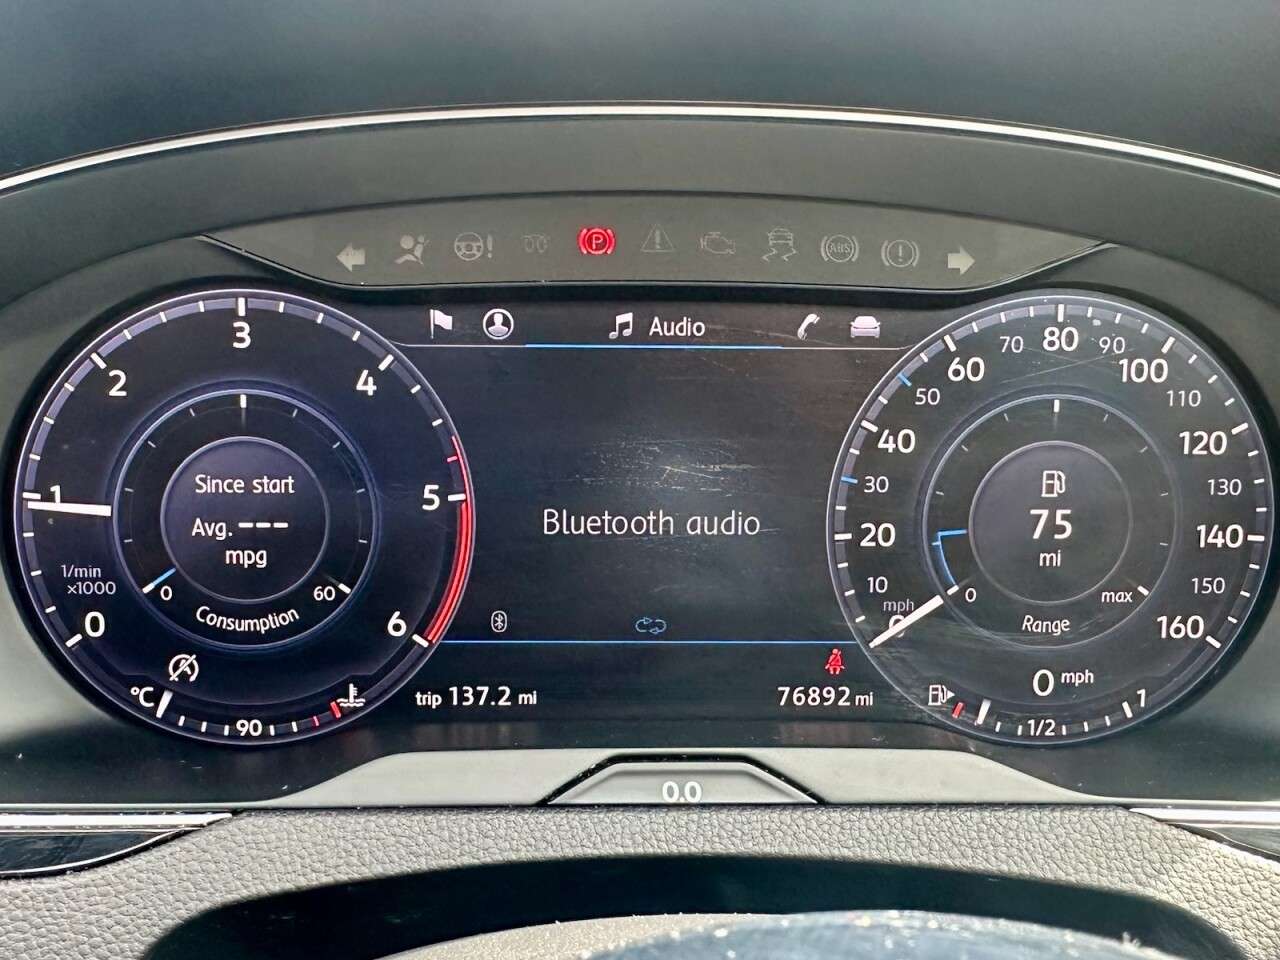 P
ABS
Audio
3
2
4
1
5
0
6
1/min
x1000
Since start
Avg.---
mpg
0
60
Consumption
°C
90
Bluetooth audio
trip 137.2 mi
76892 mi
80
70
90
60
100
50
110
40
120
30
130
20
140
10
150
mph
0
160
75
mi
0
max
Range
0 mph
1/2
1
0.0